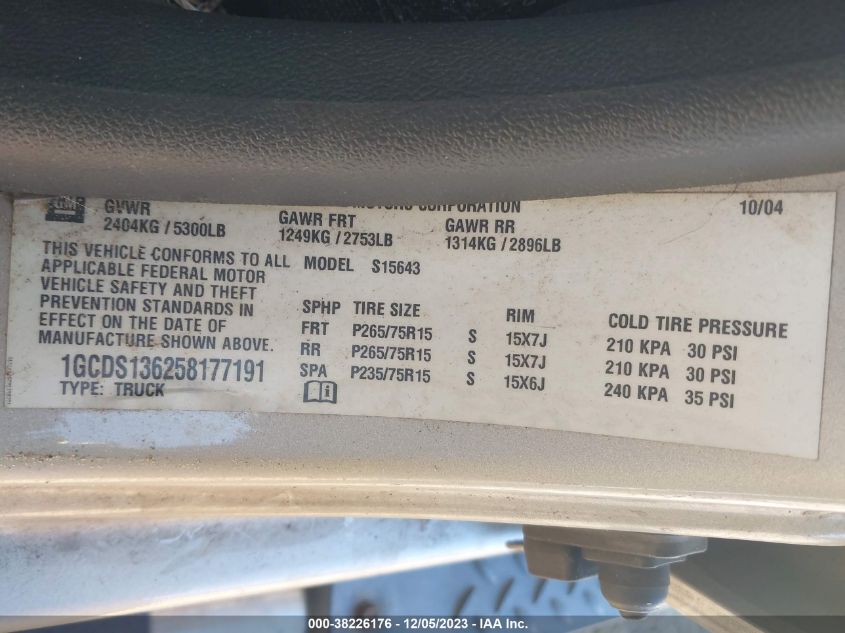 GM
MOTORS CORPORATION
10/04
GVWR GAWR FRT GAWR RR
2404KG / 5300LB 1249KG / 2753LB 1314KG / 2896LB
THIS VEHICLE CONFORMS TO ALL
APPLICABLE FEDERAL MOTOR
VEHICLE SAFETY AND THEFT
PREVENTION STANDARDS IN
EFFECT ON THE DATE OF
MANUFACTURE SHOWN ABOVE.
1GCDS136258177191
TYPE: TRUCK
MODEL S15643
SPHP TIRE SIZE RIM COLD TIRE PRESSURE
FRT P265/75R15 S 15X7J 210 KPA 30 PSI
RR P265/75R15 S 15X7J 210 KPA 30 PSI
SPA P235/75R15 S 15X6J 240 KPA 35 PSI
000-38226176 - 12/05/2023 - IAA Inc.